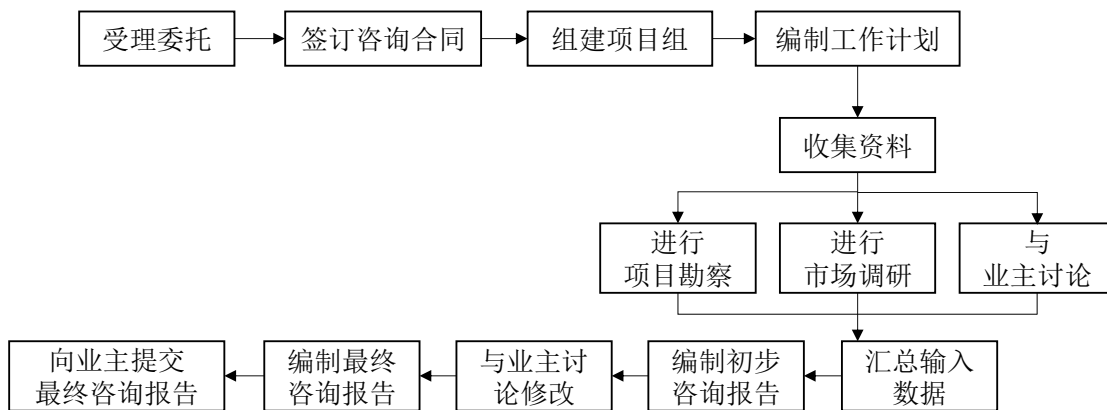 受理委托
签订咨询合同
组建项目组
编制工作计划
收集资料
进行
项目勘察
进行
市场调研
与
业主讨论
汇总输入
数据
编制初步
咨询报告
与业主讨
论修改
编制最终
咨询报告
向业主提交
最终咨询报告